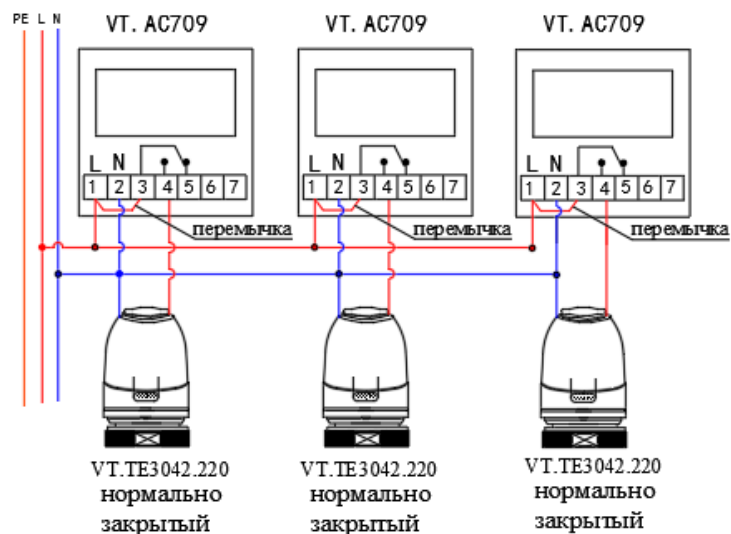 PE L N
VT. AC709
VT. AC709
VT. AC709
L N
1 2 3 4 5 6 7
L N
1 2 3 4 5 6 7
L N
1 2 3 4 5 6 7
перемычка
перемычка
перемычка
VT.TE3042.220
нормально
закрытый
VT.TE3042.220
нормально
закрытый
VT.TE3042.220
нормально
закрытый